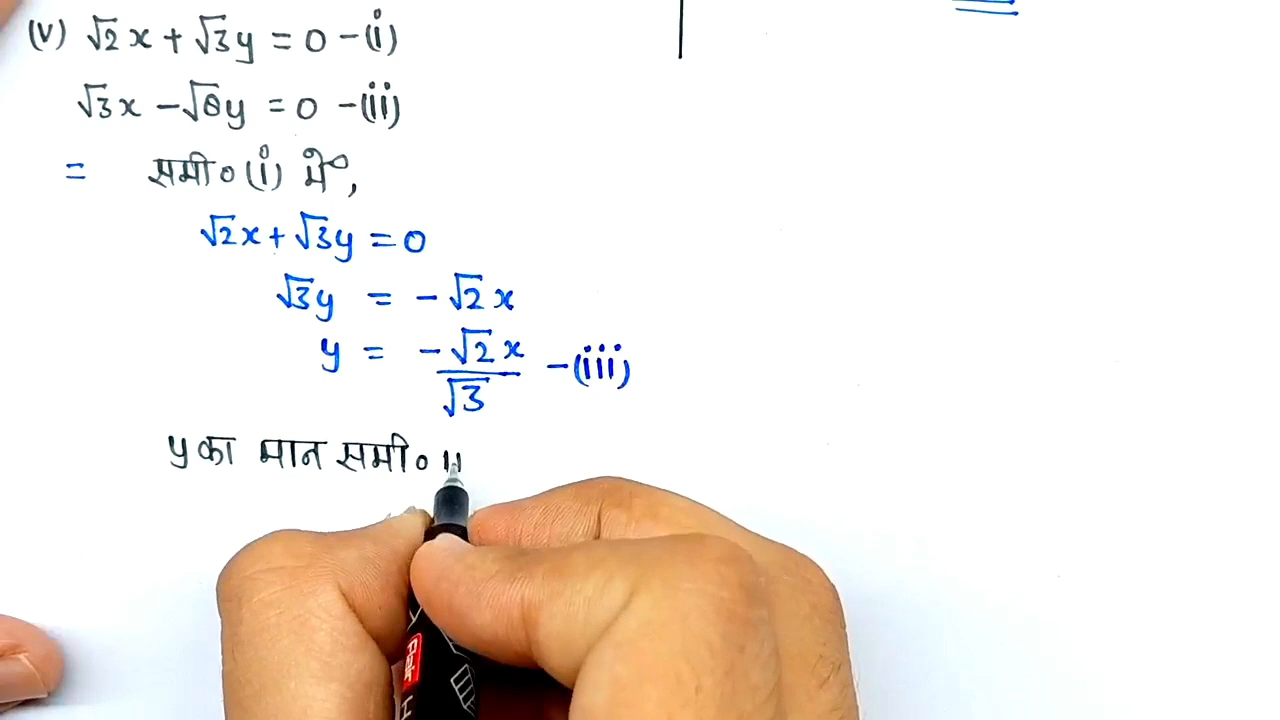 (V) √2x + √3y = 0 -(i)
√3x - √8y = 0 -(ii)
= समी० (i) में,
√2x + √3y = 0
√3y = -√2x
y = -√2x/√3 -(iii)
y का मान समी०
Flair